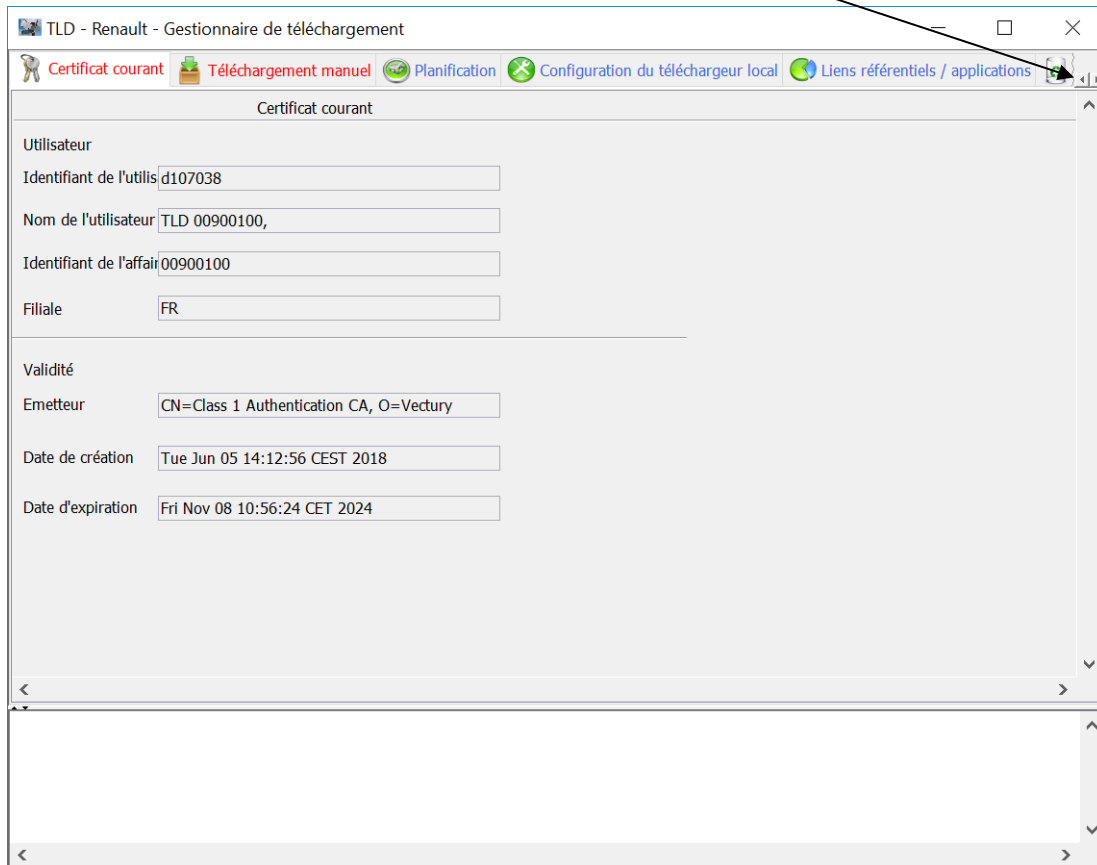 TLD - Renault - Gestionnaire de téléchargement
Certificat courant Téléchargement manuel Planification Configuration du téléchargeur local Liens référentiels / applications
Certificat courant
Utilisateur
Identifiant de l'utilis d107038
Nom de l'utilisateur TLD 00900100,
Identifiant de l'affair 00900100
Filiale FR
Validité
Emetteur CN=Class 1 Authentication CA, O=Vectury
Date de création Tue Jun 05 14:12:56 CEST 2018
Date d'expiration Fri Nov 08 10:56:24 CET 2024